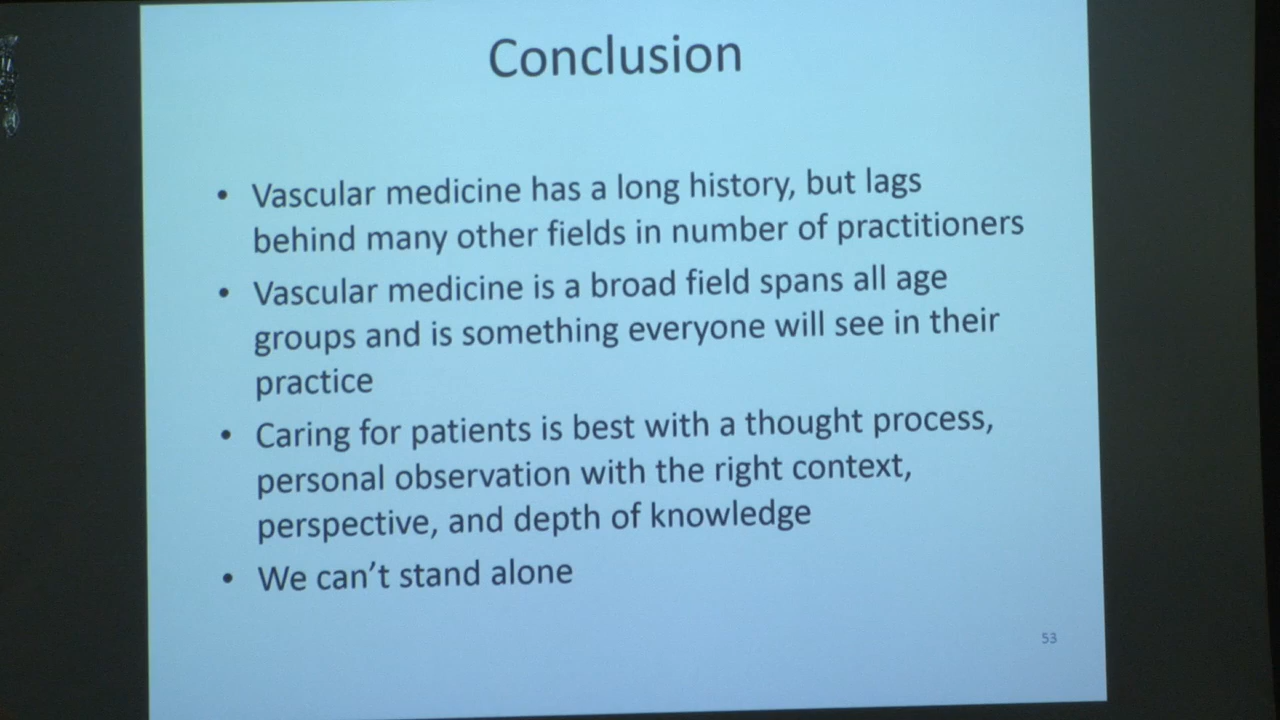 Conclusion
• Vascular medicine has a long history, but lags
behind many other fields in number of practitioners
• Vascular medicine is a broad field spans all age
groups and is something everyone will see in their
practice
• Caring for patients is best with a thought process,
personal observation with the right context,
perspective, and depth of knowledge
• We can’t stand alone
53